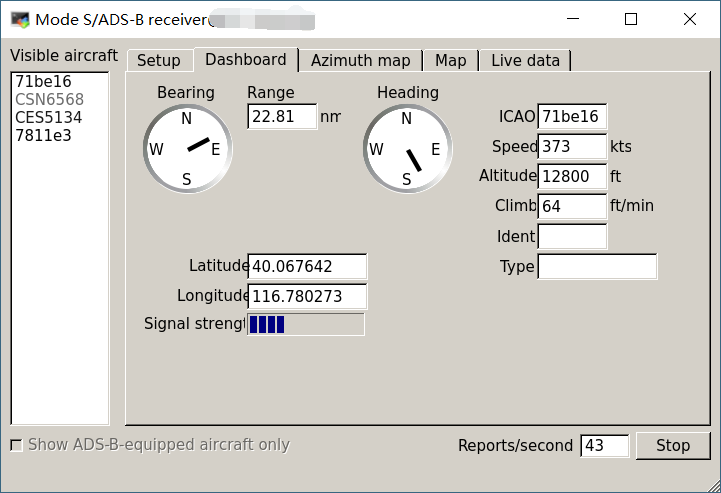 Mode S/ADS-B receiver@
Visible aircraft
71be16
CSN6568
CES5134
7811e3
Setup Dashboard Azimuth map Map Live data
Bearing Range Heading
N
W E
S
22.81 nm
N
W E
S
ICAO 71be16
Speed 373 kts
Altitude 12800 ft
Climb 64 ft/min
Ident
Type
Latitude 40.067642
Longitude 116.780273
Signal strengt
Show ADS-B-equipped aircraft only
Reports/second 43 Stop